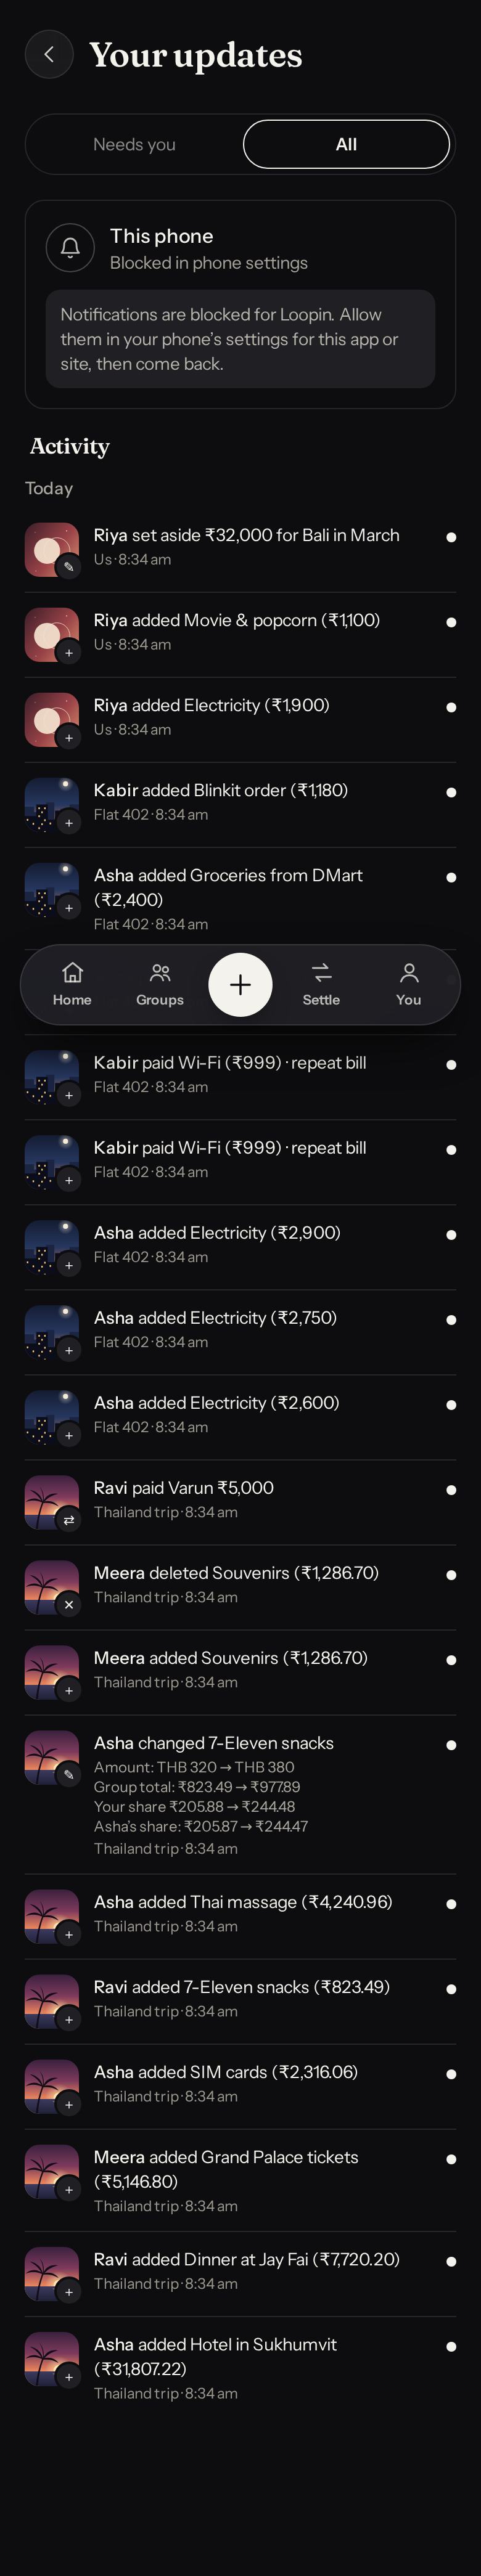 Your updates
Needs you
All
This phone
Blocked in phone settings
Notifications are blocked for Loopin. Allow
them in your phone's settings for this app or
site, then come back.
Activity
Today
Riya set aside ₹32,000 for Bali in March
Us · 8:34 am
Riya added Movie & popcorn (₹1,100)
Us · 8:34 am
Riya added Electricity (₹1,900)
Us · 8:34 am
Kabir added Blinkit order (₹1,180)
Flat 402 · 8:34 am
Asha added Groceries from DMart
(₹2,400)
Flat 402 · 8:34 am
Home
Groups
Settle
You
Kabir paid Wi-Fi (₹999) · repeat bill
Flat 402 · 8:34 am
Kabir paid Wi-Fi (₹999) · repeat bill
Flat 402 · 8:34 am
Asha added Electricity (₹2,900)
Flat 402 · 8:34 am
Asha added Electricity (₹2,750)
Flat 402 · 8:34 am
Asha added Electricity (₹2,600)
Flat 402 · 8:34 am
Ravi paid Varun ₹5,000
Thailand trip · 8:34 am
Meera deleted Souvenirs (₹1,286.70)
Thailand trip · 8:34 am
Meera added Souvenirs (₹1,286.70)
Thailand trip · 8:34 am
Asha changed 7-Eleven snacks
Amount: THB 320 → THB 380
Group total: ₹823.49 → ₹977.89
Your share ₹205.88 → ₹244.48
Asha's share: ₹205.87 → ₹244.47
Thailand trip · 8:34 am
Asha added Thai massage (₹4,240.96)
Thailand trip · 8:34 am
Ravi added 7-Eleven snacks (₹823.49)
Thailand trip · 8:34 am
Asha added SIM cards (₹2,316.06)
Thailand trip · 8:34 am
Meera added Grand Palace tickets
(₹5,146.80)
Thailand trip · 8:34 am
Ravi added Dinner at Jay Fai (₹7,720.20)
Thailand trip · 8:34 am
Asha added Hotel in Sukhumvit
(₹31,807.22)
Thailand trip · 8:34 am